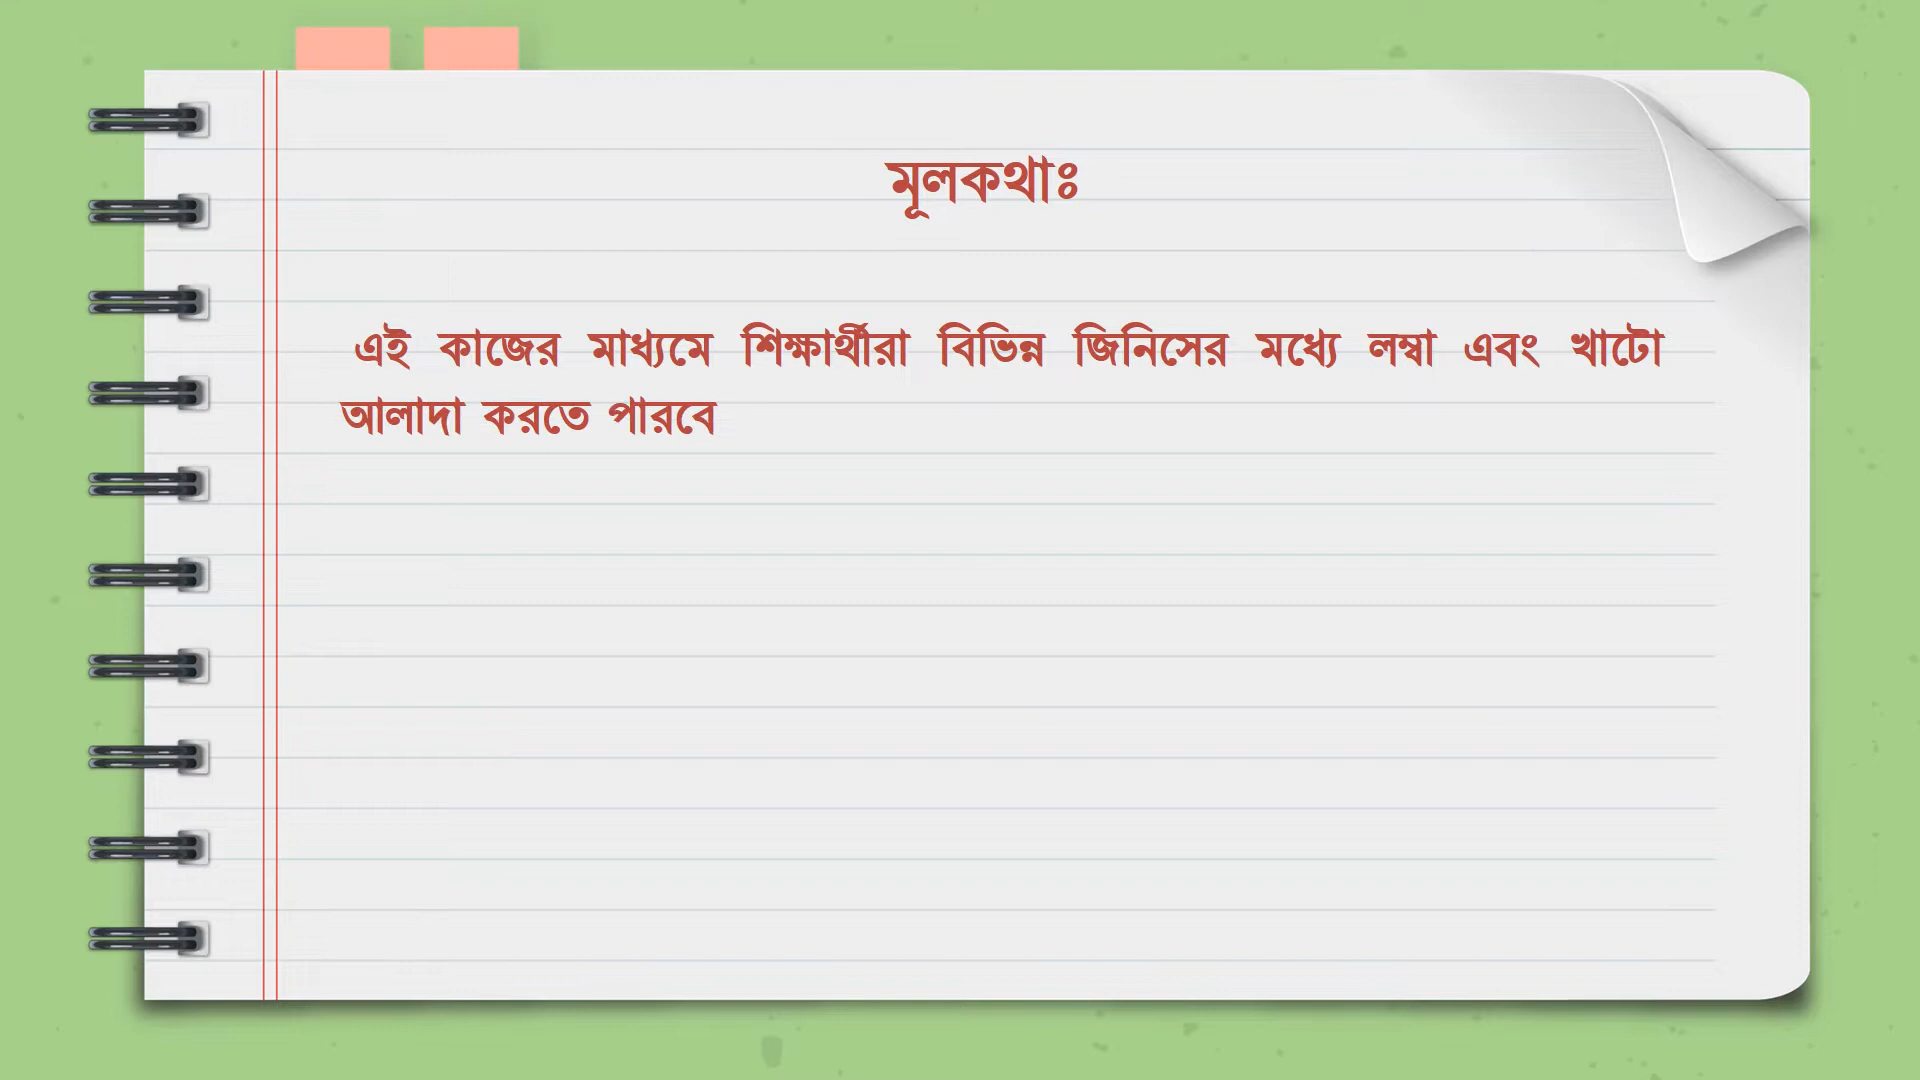 মূলকথাঃ
এই কাজের মাধ্যমে শিক্ষার্থীরা বিভিন্ন জিনিসের মধ্যে লম্বা এবং খাটো
আলাদা করতে পারবে